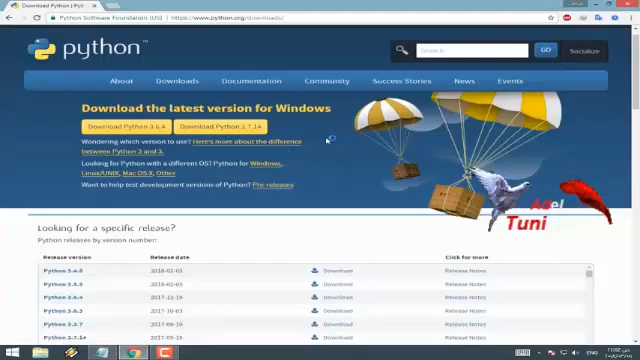 Download Python | Pyth
Python Software Foundation [US]
https://www.python.org/downloads/
python™
GO
Socialize
About
Downloads
Documentation
Community
Success Stories
News
Events
Download the latest version for Windows
Download Python 3.6.4
Download Python 2.7.14
Wondering which version to use? Here's more about the difference
between Python 2 and 3.
Looking for Python with a different OS? Python for Windows,
Linux/UNIX, Mac OS X, Other
Want to help test development versions of Python? Pre-releases
Adel
Tuni
Looking for a specific release?
Python releases by version number:
Release version Release date Click for more
Python 3.4.8 2018-02-05 Download Release Notes
Python 3.5.5 2018-02-05 Download Release Notes
Python 3.6.4 2017-12-19 Download Release Notes
Python 3.6.3 2017-10-03 Download Release Notes
Python 3.3.7 2017-09-19 Download Release Notes
Python 2.7.14 2017-09-16 Download Release Notes
ENG